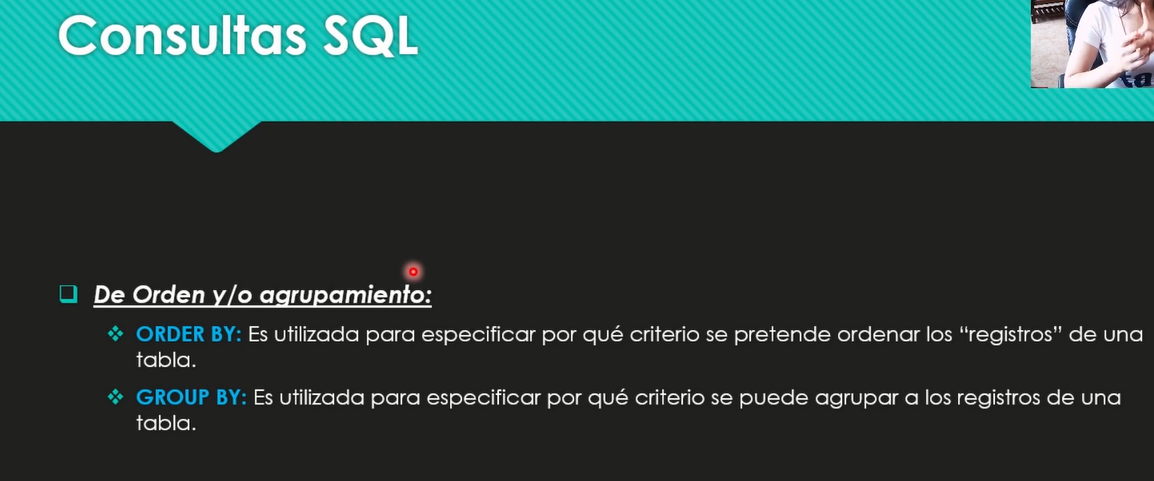 Consultas SQL
De Orden y/o agrupamiento:
ORDER BY: Es utilizada para especificar por qué criterio se pretende ordenar los “registros” de una
tabla.
GROUP BY: Es utilizada para especificar por qué criterio se puede agrupar a los registros de una
tabla.
ta